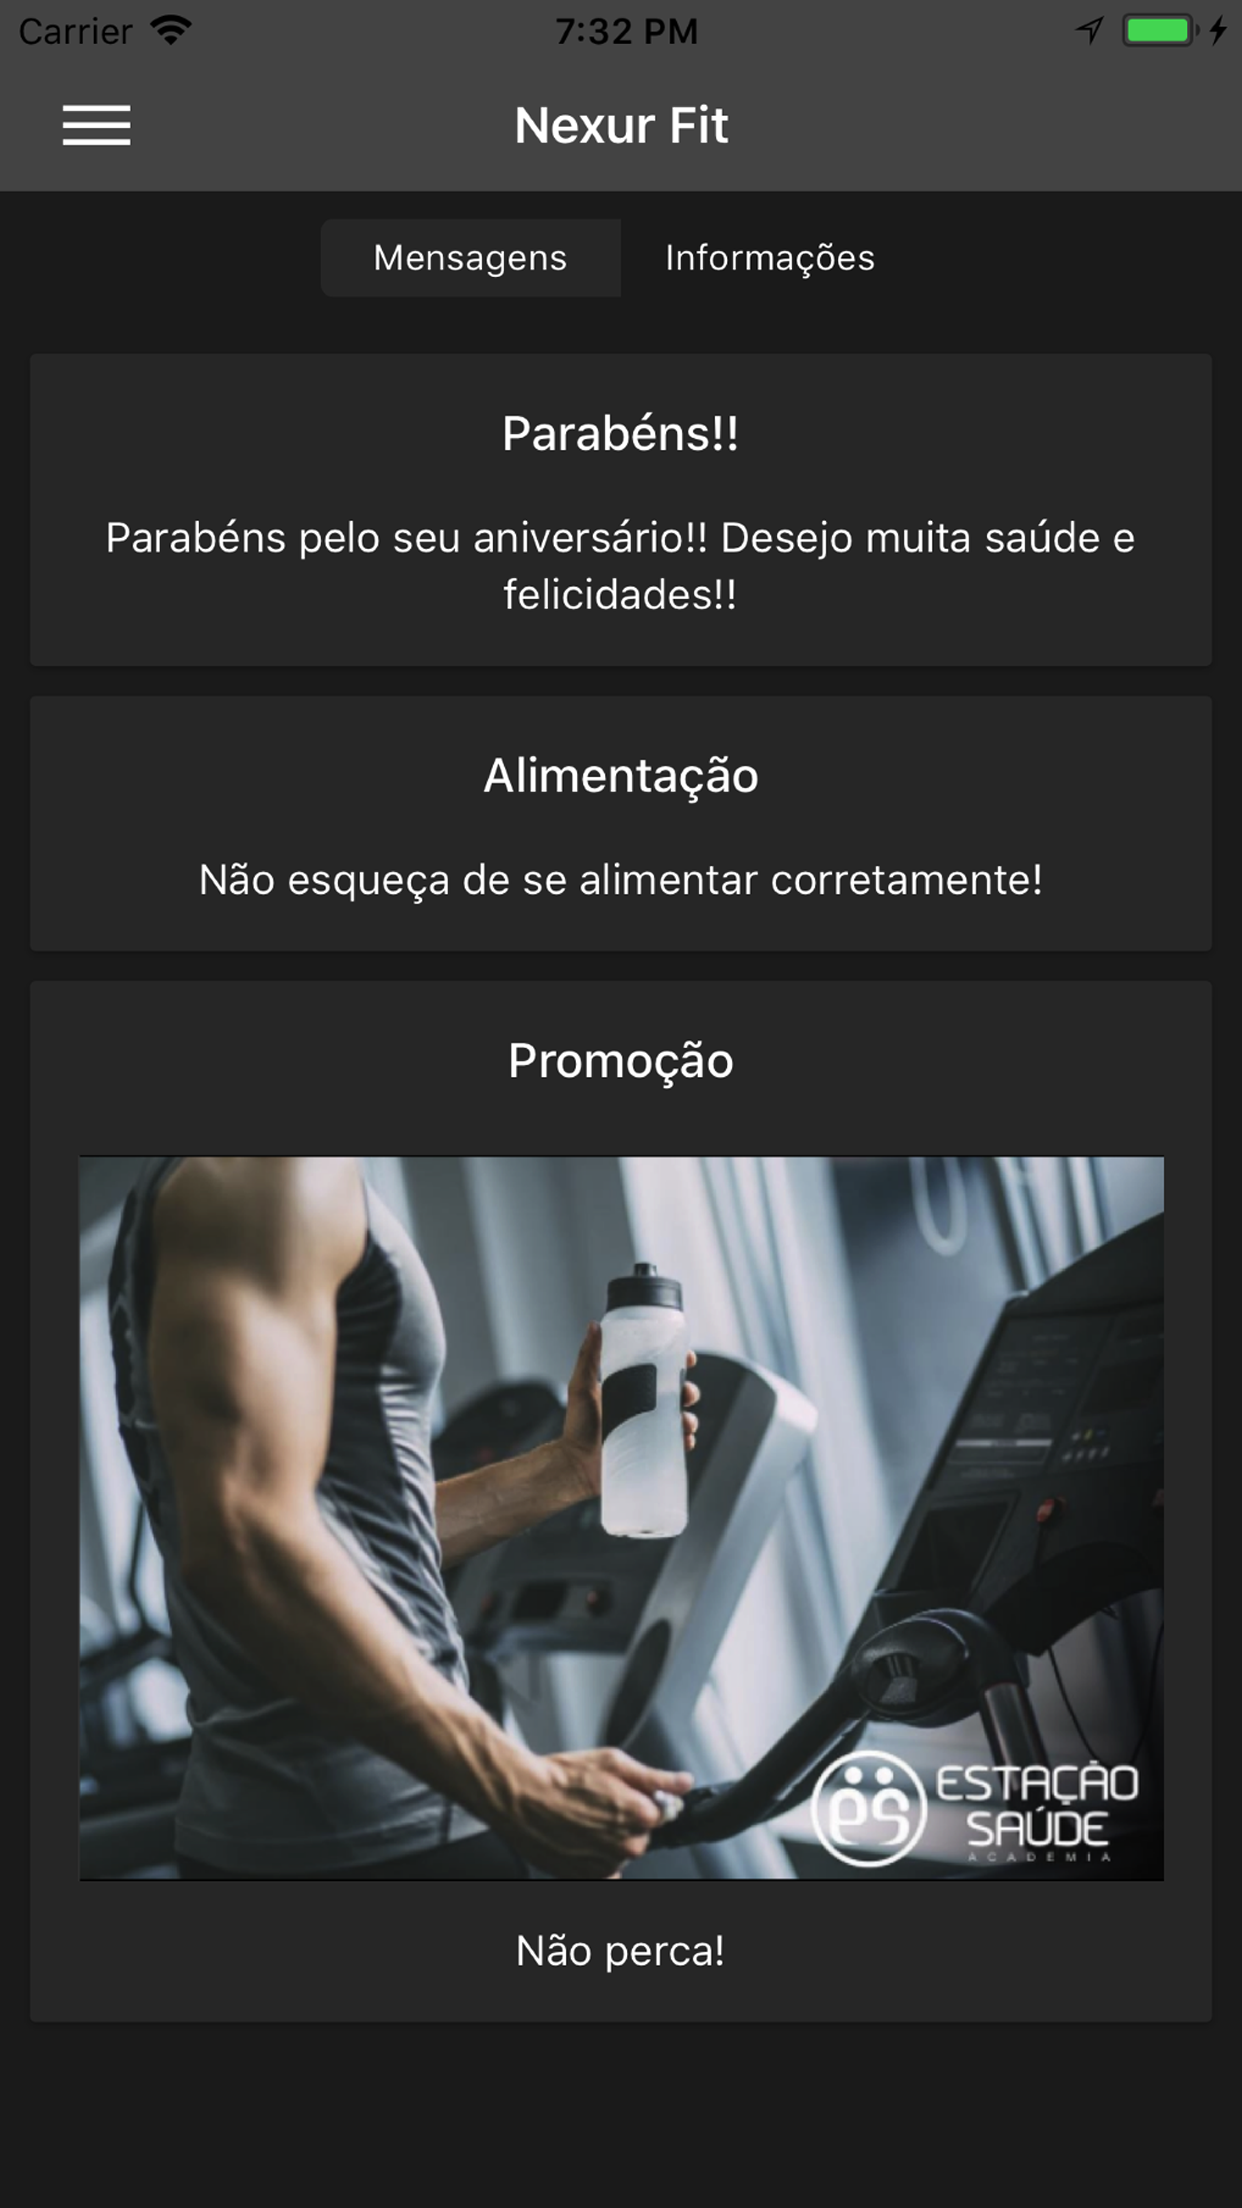 Carrier
7:32 PM
Nexur Fit
Mensagens
Informações
Parabéns!!
Parabéns pelo seu aniversário!! Desejo muita saúde e
felicidades!!
Alimentação
Não esqueça de se alimentar corretamente!
Promoção
es
ESTAÇÃO
SAÚDE
ACADEMIA
Não perca!